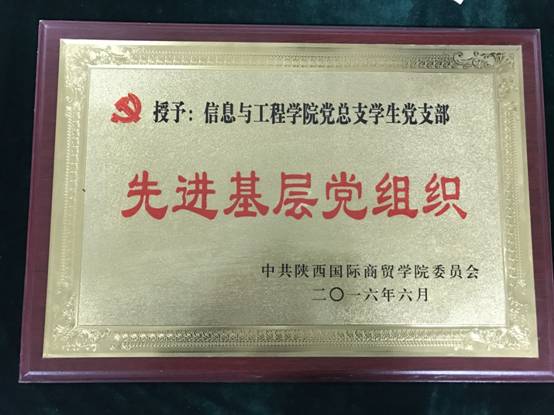 授予：信息与工程学院党总支学生党支部
先进基层党组织
中共陕西国际商贸学院委员会
二〇一六年六月